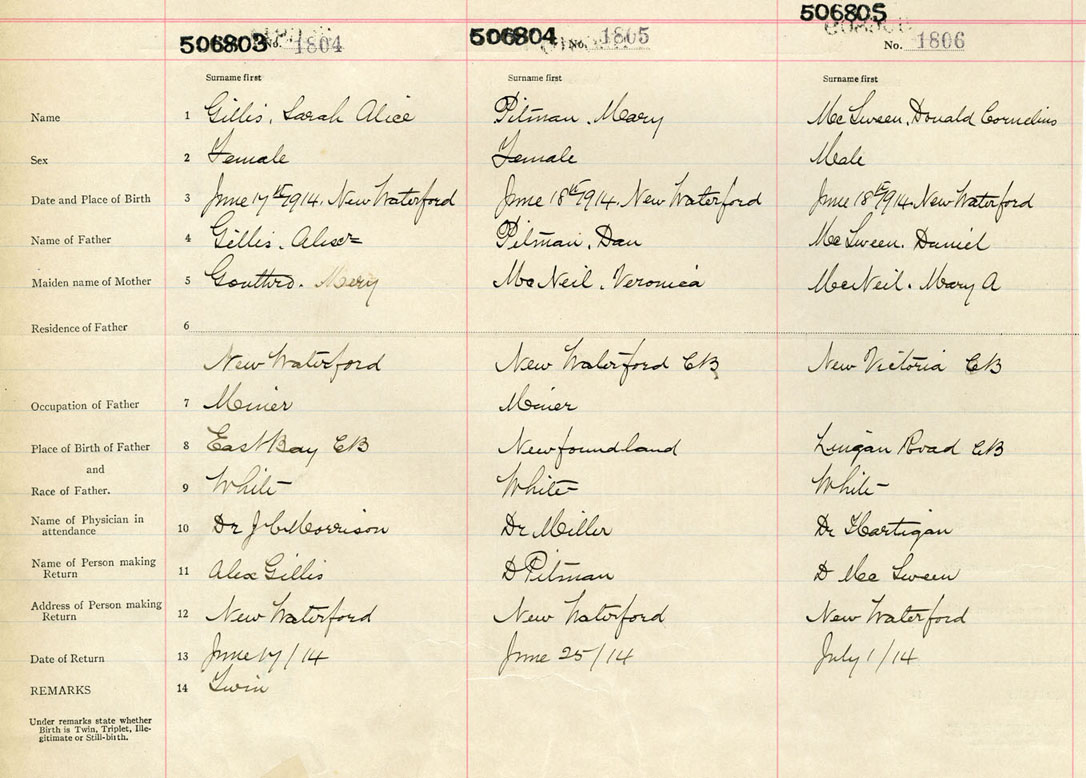 506803 No. 1804
506804 No. 1805
506805
No. 1806
Surname first Surname first Surname first
Name 1 Gillis, Sarah Alice Pitman, Mary McSween, Donald Cornelius
Sex 2 Female Female Male
Date and Place of Birth 3 June 17th 1914, New Waterford June 18th 1914, New Waterford June 18th 1914, New Waterford
Name of Father 4 Gillis, Alexr Pitman, Dan McSween, Daniel
Maiden name of Mother 5 Gouthro. Mary MacNeil, Veronica MacNeil, Mary A
Residence of Father 6
New Waterford New Waterford CB New Victoria CB
Occupation of Father 7 Miner Miner
Place of Birth of Father 8 East Bay CB Newfoundland Lingan Road CB
and
Race of Father. 9 White White White
Name of Physician in
attendance 10 Dr J C Morrison Dr Miller Dr Hartigan
Name of Person making
Return 11 Alex Gillis D Pitman D MacSween
Address of Person making
Return 12 New Waterford New Waterford New Waterford
Date of Return 13 June 17/14 June 25/14 July 1/14
REMARKS 14 Twin
Under remarks state whether
Birth is Twin, Triplet, Ille-
gitimate or Still-birth.